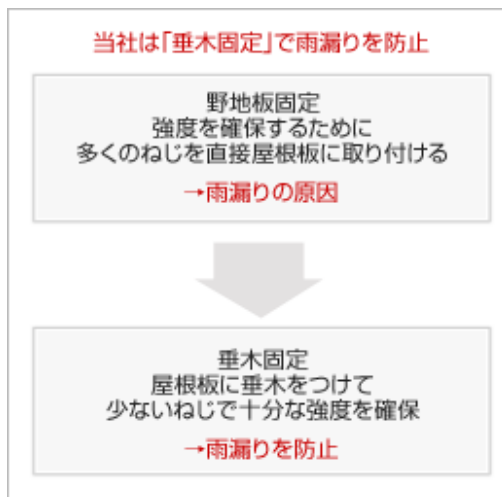 当社は「垂木固定」で雨漏りを防止
野地板固定
強度を確保するために
多くのねじを直接屋根板に取り付ける
→雨漏りの原因
垂木固定
屋根板に垂木をつけて
少ないねじで十分な強度を確保
→雨漏りを防止